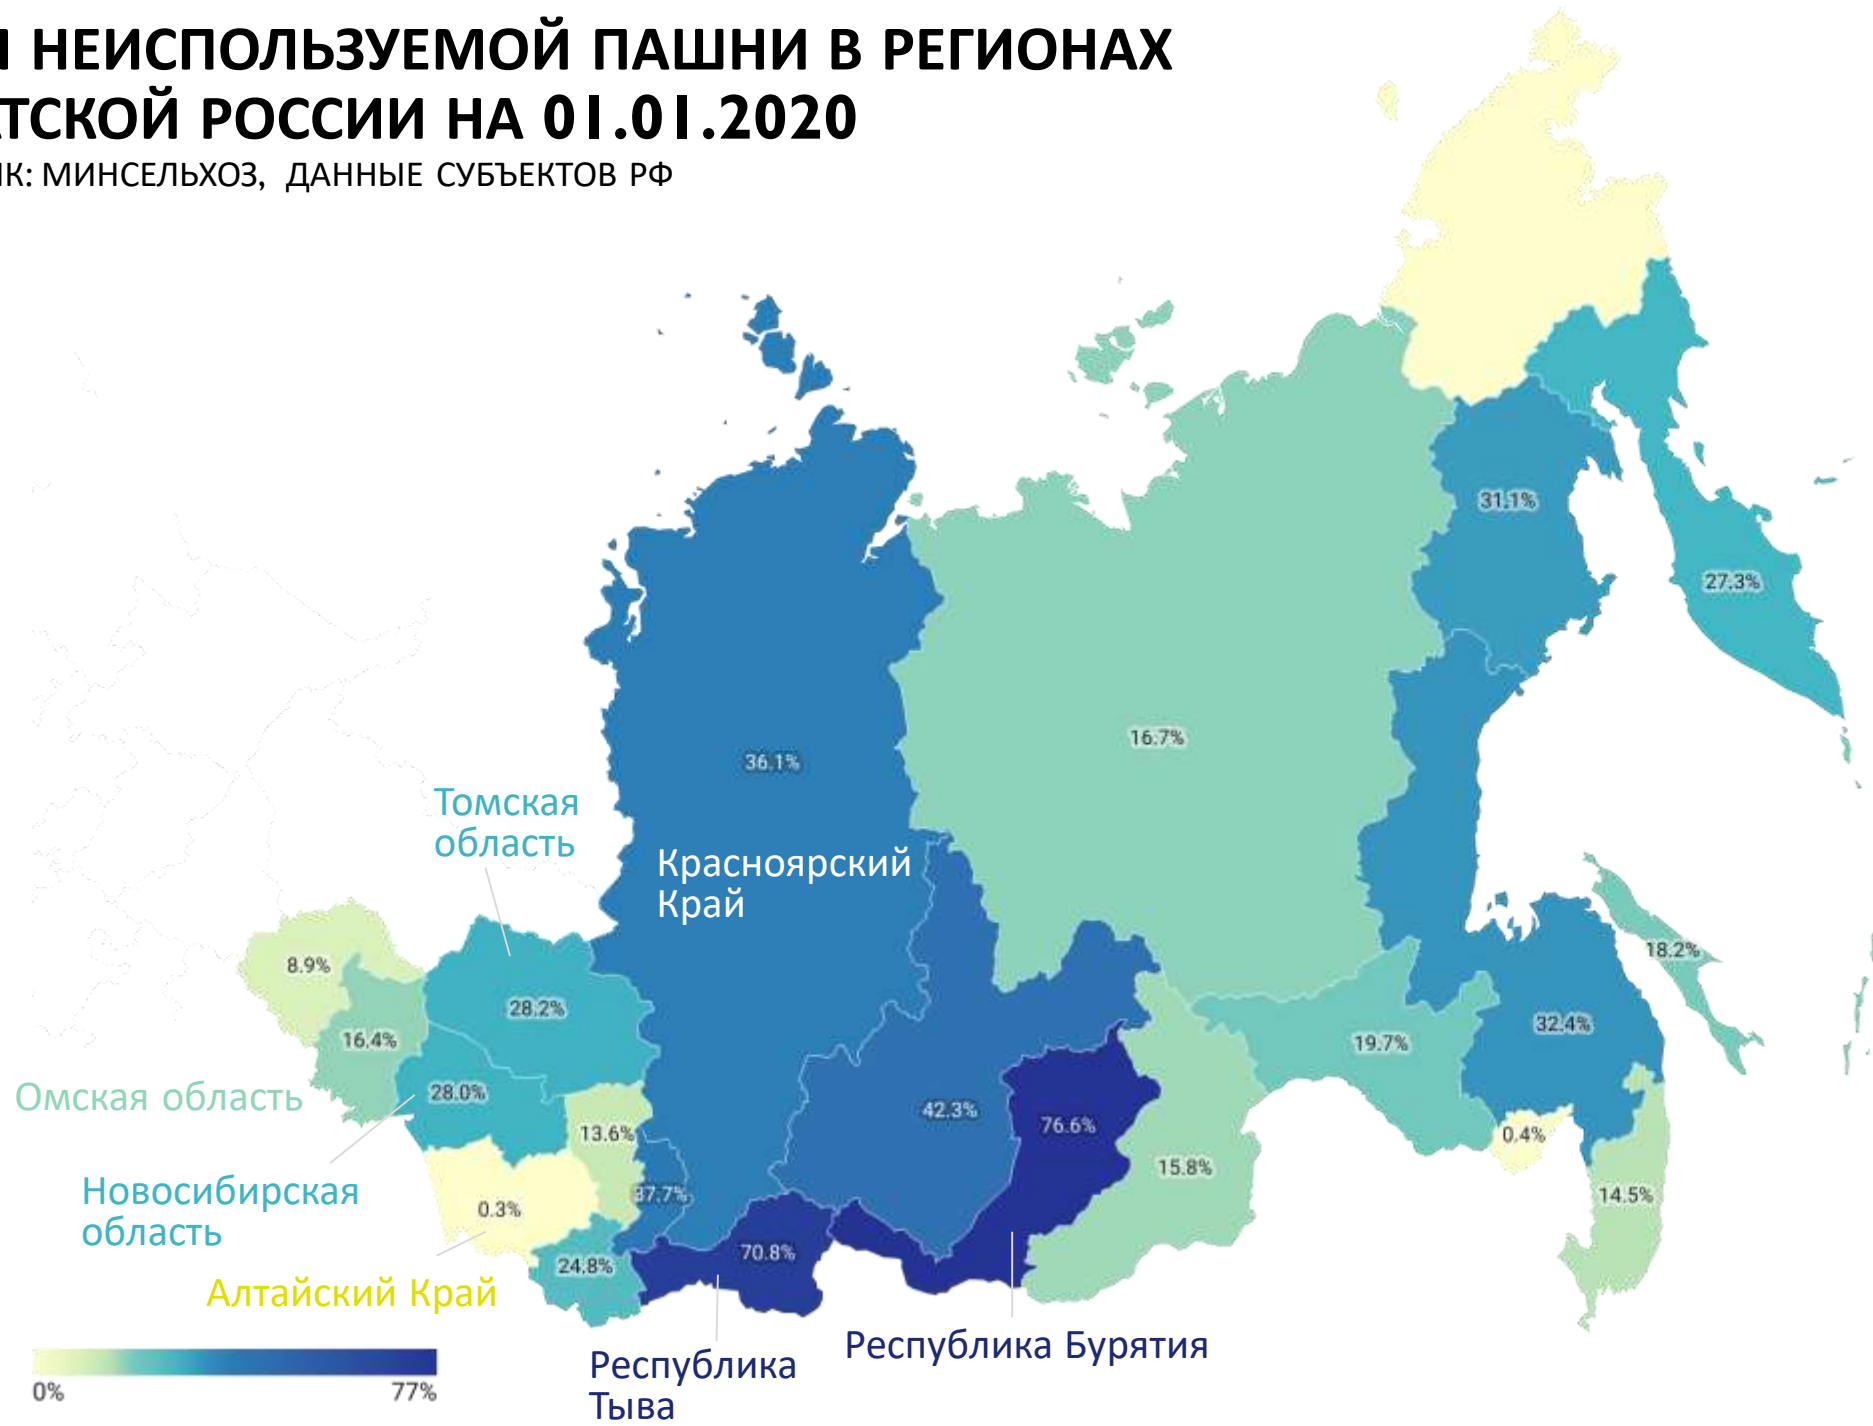 НЕИСПОЛЬЗУЕМОЙ ПАШНИ В РЕГИОНАХ
АТСКОЙ РОССИИ НА 01.01.2020
ИК: МИНСЕЛЬХОЗ, ДАННЫЕ СУБЪЕКТОВ РФ
31.1%
27.3%
16.7%
36.1%
Томская
область
Красноярский
Край
18.2%
8.9%
28.2%
32.4%
16.4%
19.7%
Омская область
28.0%
42.3%
76.6%
13.6%
0.4%
15.8%
Новосибирская
область
37.7%
14.5%
0.3%
70.8%
24.8%
Алтайский Край
Республика Бурятия
Республика
Тыва
0%
77%